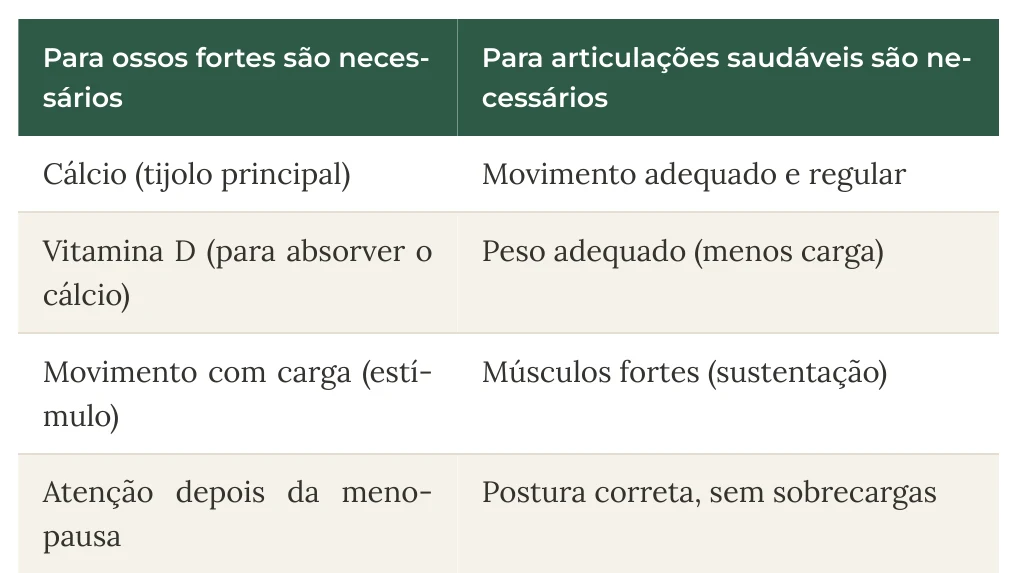 Para ossos fortes são neces-
sários
Para articulações saudáveis são ne-
cessários
Cálcio (tijolo principal)
Movimento adequado e regular
Vitamina D (para absorver o
cálcio)
Peso adequado (menos carga)
Movimento com carga (estí-
mulo)
Músculos fortes (sustentação)
Atenção depois da meno-
pausa
Postura correta, sem sobrecargas